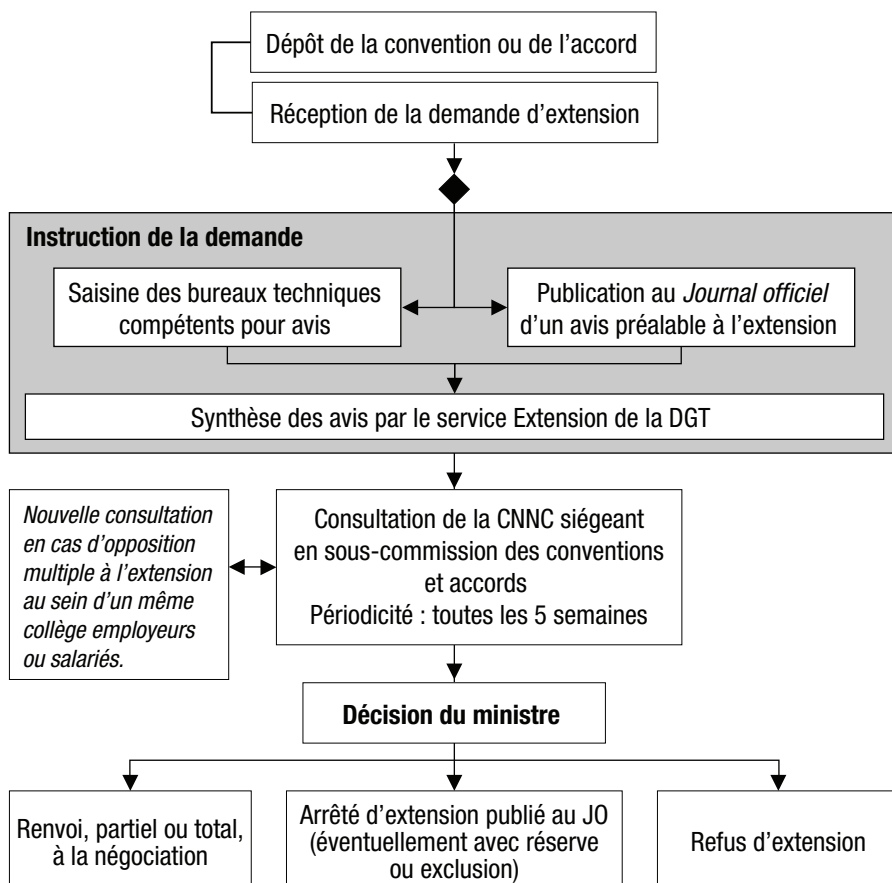 Dépôt de la convention ou de l’accord
Réception de la demande d’extension
Instruction de la demande
Saisine des bureaux techniques
compétents pour avis
Publication au Journal officiel
d’un avis préalable à l’extension
Synthèse des avis par le service Extension de la DGT
Nouvelle consultation
en cas d’opposition
multiple à l’extension
au sein d’un même
collège employeurs
ou salariés.
Consultation de la CNNC siégeant
en sous-commission des conventions
et accords
Périodicité : toutes les 5 semaines
Décision du ministre
Renvoi, partiel ou total,
à la négociation
Arrêté d’extension publié au JO
(éventuellement avec réserve
ou exclusion)
Refus d’extension